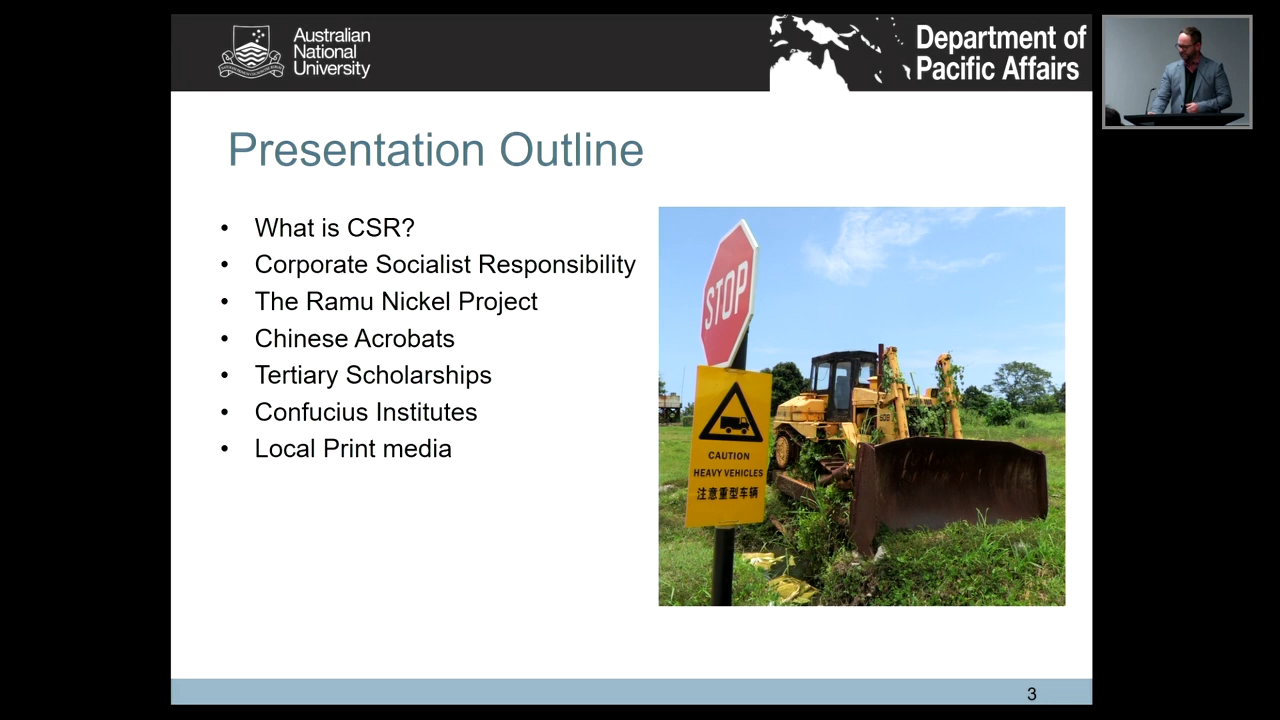 Australian
National
University
Department of
Pacific Affairs
Presentation Outline
• What is CSR?
• Corporate Socialist Responsibility
• The Ramu Nickel Project
• Chinese Acrobats
• Tertiary Scholarships
• Confucius Institutes
• Local Print media
STOP
CAUTION
HEAVY VEHICLES
注意重型车辆
3